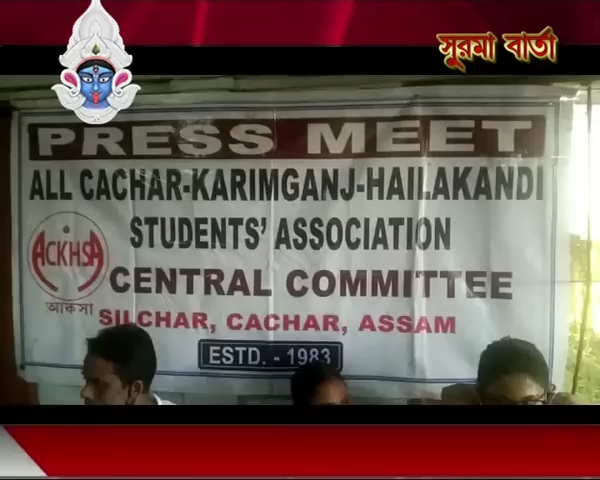 সুরমা বার্তা
PRESS MEET
ALL CACHAR-KARIMGANJ-HAILAKANDI
STUDENTS' ASSOCIATION
ACKHSA
আকসা
CENTRAL COMMITTEE
SILCHAR, CACHAR, ASSAM
ESTD. - 1983